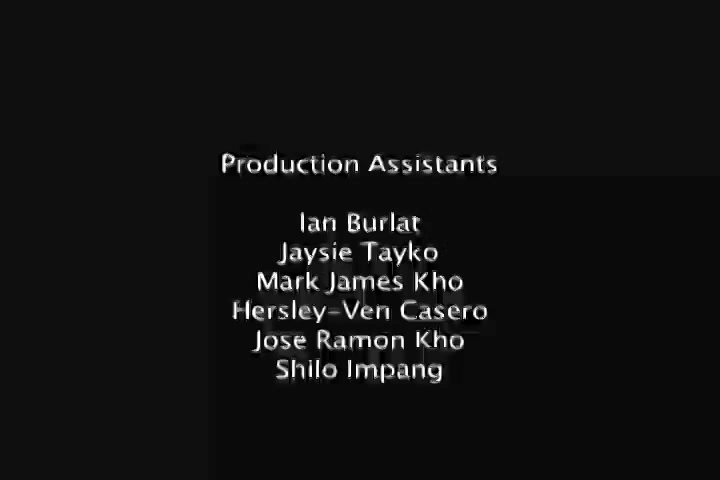 Production Assistants
Ian Burlat
Jaysie Tayko
Mark James Kho
Hersley-Ven Casero
Jose Ramon Kho
Shilo Impang